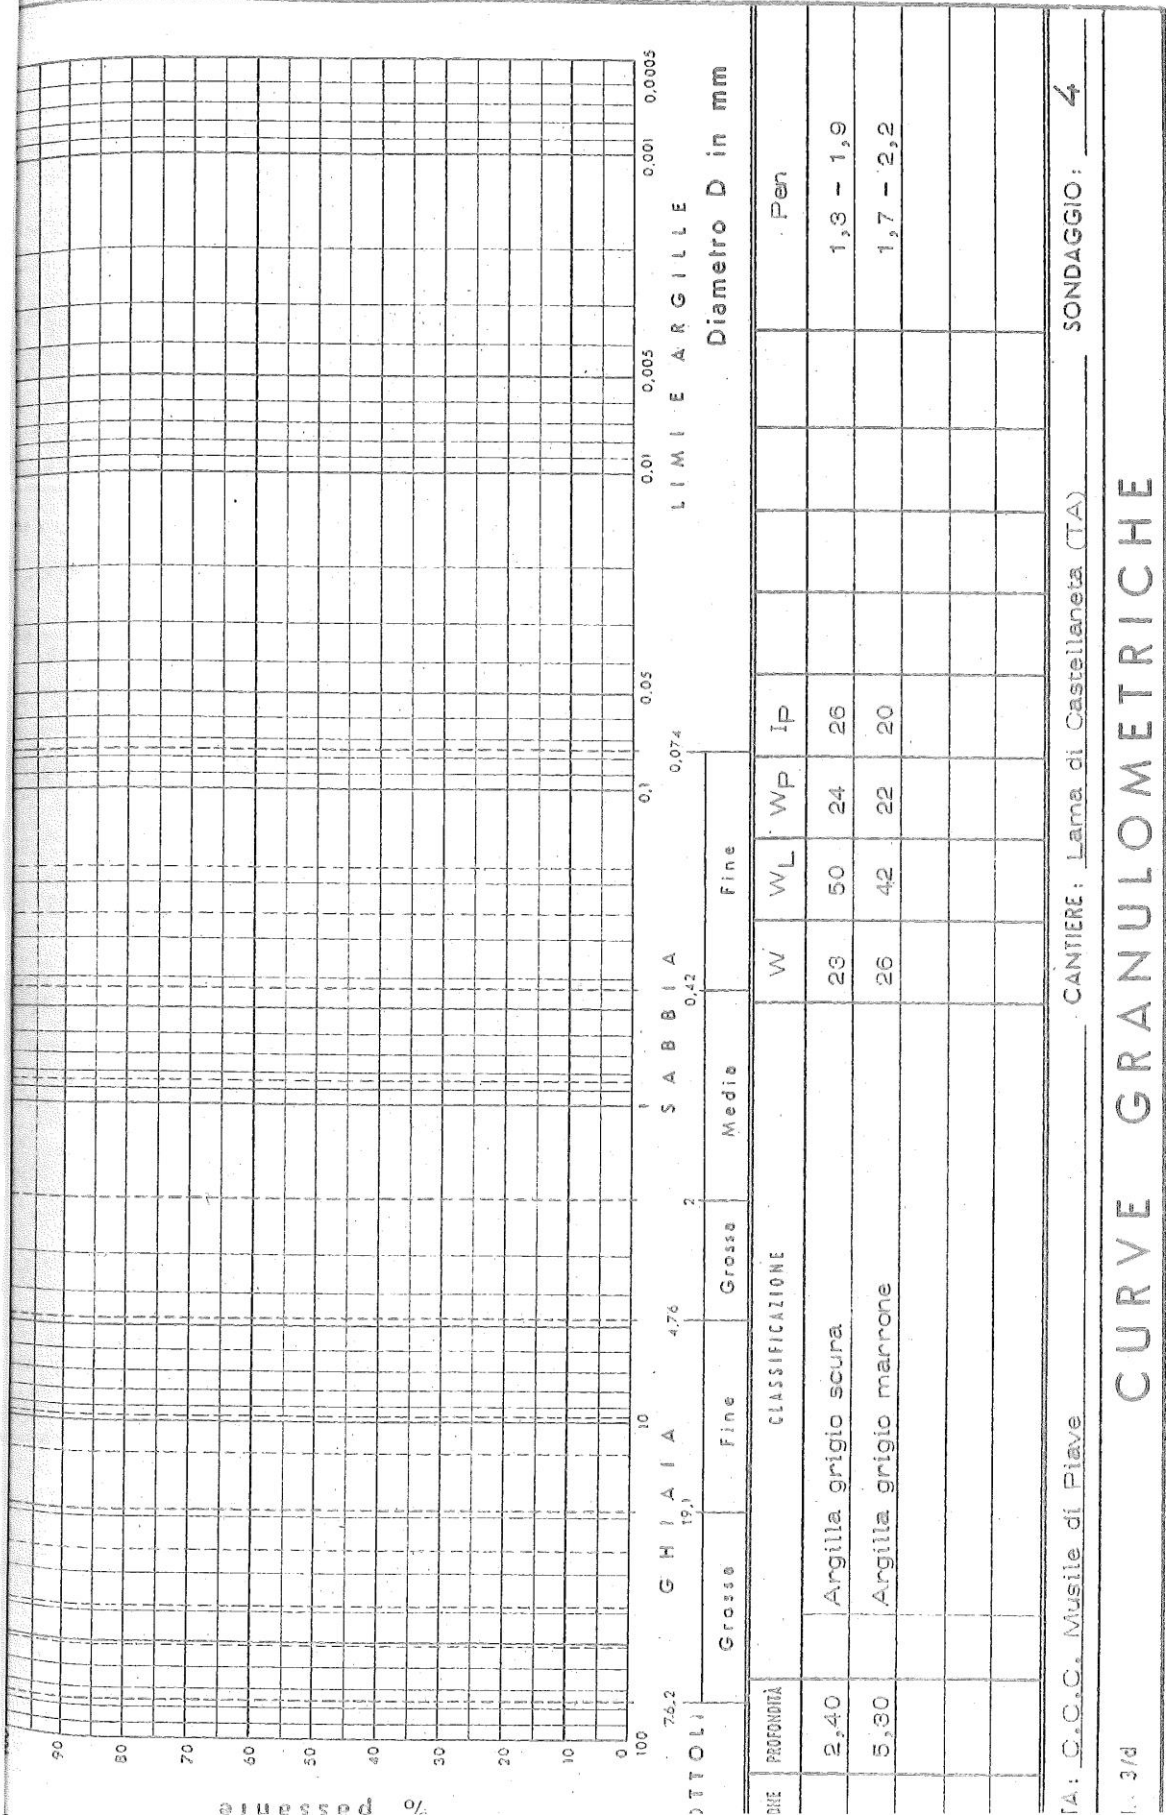 90
80
70
60
50
40
30
20
10
0
% passante
100 10 1 0,1 0,05 0,01 0,005 0,001 0,0005
76,2 19,1 4,76 2 0,42 0,074
GHIAIA SABBIA LIMI E ARGILLE
Grossa Fine Grossa Media Fine
Diametro D in mm
PROFONDITÀ CLASSIFICAZIONE W WL WP IP Pen
2,40 Argilla grigio scura 23 50 24 26 1,3 - 1,9
5,30 Argilla grigio marrone 26 42 22 20 1,7 - 2,2
TA: C.C.C. Musile di Piave CANTIERE: Lama di Castellaneta (TA) SONDAGGIO: 4
3/d CURVE GRANULOMETRICHE